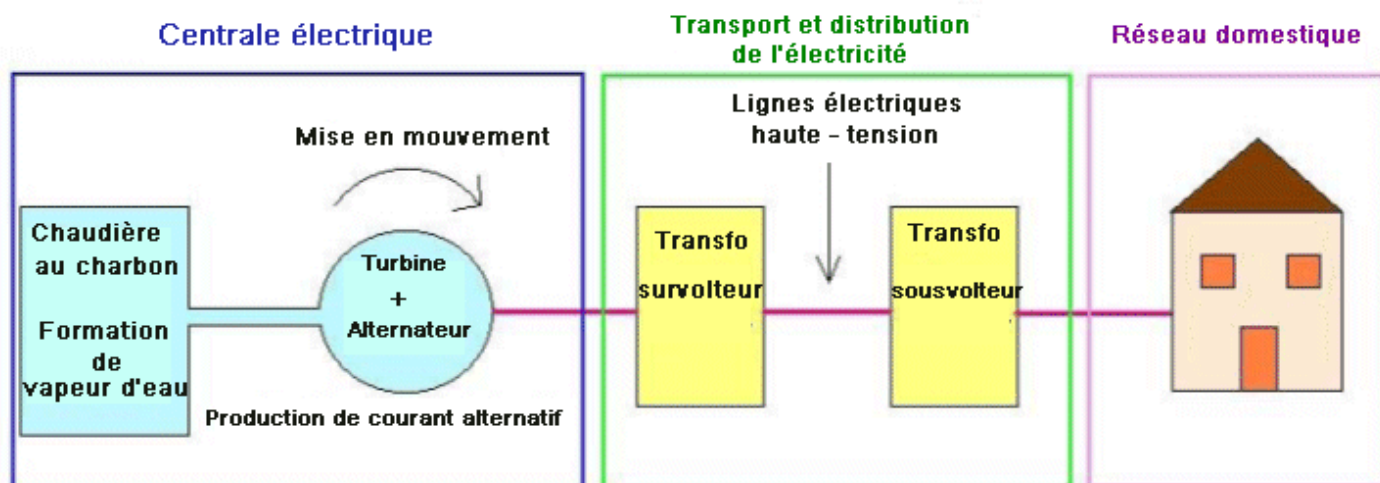 Centrale électrique
Transport et distribution
de l'électricité
Réseau domestique
Mise en mouvement
Lignes électriques
haute - tension
Chaudière
au charbon
Formation
de
vapeur d'eau
Turbine
+
Alternateur
Production de courant alternatif
Transfo
survolteur
Transfo
sousvolteur